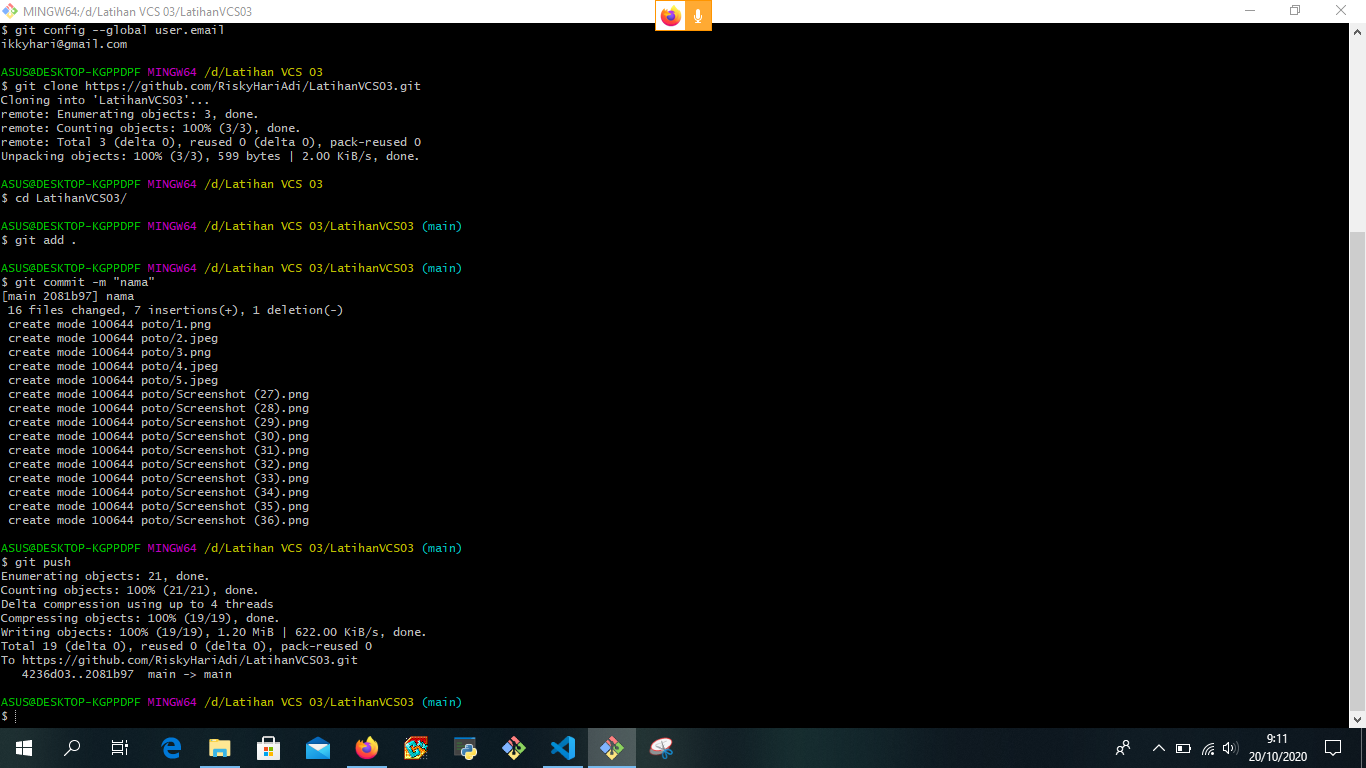 MINGW64:/d/Latihan VCS 03/LatihanVCS03
$ git config --global user.email
ikkyhari@gmail.com
ASUS@DESKTOP-KGPPDPF MINGW64 /d/Latihan VCS 03
$ git clone https://github.com/RiskyHariAdi/LatihanVCS03.git
Cloning into 'LatihanVCS03'...
remote: Enumerating objects: 3, done.
remote: Counting objects: 100% (3/3), done.
remote: Total 3 (delta 0), reused 0 (delta 0), pack-reused 0
Unpacking objects: 100% (3/3), 599 bytes | 2.00 KiB/s, done.
ASUS@DESKTOP-KGPPDPF MINGW64 /d/Latihan VCS 03
$ cd LatihanVCS03/
ASUS@DESKTOP-KGPPDPF MINGW64 /d/Latihan VCS 03/LatihanVCS03 (main)
$ git add .
ASUS@DESKTOP-KGPPDPF MINGW64 /d/Latihan VCS 03/LatihanVCS03 (main)
$ git commit -m "nama"
[main 2081b97] nama
16 files changed, 7 insertions(+), 1 deletion(-)
create mode 100644 poto/1.png
create mode 100644 poto/2.jpeg
create mode 100644 poto/3.png
create mode 100644 poto/4.jpeg
create mode 100644 poto/5.jpeg
create mode 100644 poto/Screenshot (27).png
create mode 100644 poto/Screenshot (28).png
create mode 100644 poto/Screenshot (29).png
create mode 100644 poto/Screenshot (30).png
create mode 100644 poto/Screenshot (31).png
create mode 100644 poto/Screenshot (32).png
create mode 100644 poto/Screenshot (33).png
create mode 100644 poto/Screenshot (34).png
create mode 100644 poto/Screenshot (35).png
create mode 100644 poto/Screenshot (36).png
ASUS@DESKTOP-KGPPDPF MINGW64 /d/Latihan VCS 03/LatihanVCS03 (main)
$ git push
Enumerating objects: 21, done.
Counting objects: 100% (21/21), done.
Delta compression using up to 4 threads
Compressing objects: 100% (19/19), done.
Writing objects: 100% (19/19), 1.20 MiB | 622.00 KiB/s, done.
Total 19 (delta 0), reused 0 (delta 0), pack-reused 0
To https://github.com/RiskyHariAdi/LatihanVCS03.git
4236d03..2081b97  main -> main
ASUS@DESKTOP-KGPPDPF MINGW64 /d/Latihan VCS 03/LatihanVCS03 (main)
$
9:11
20/10/2020